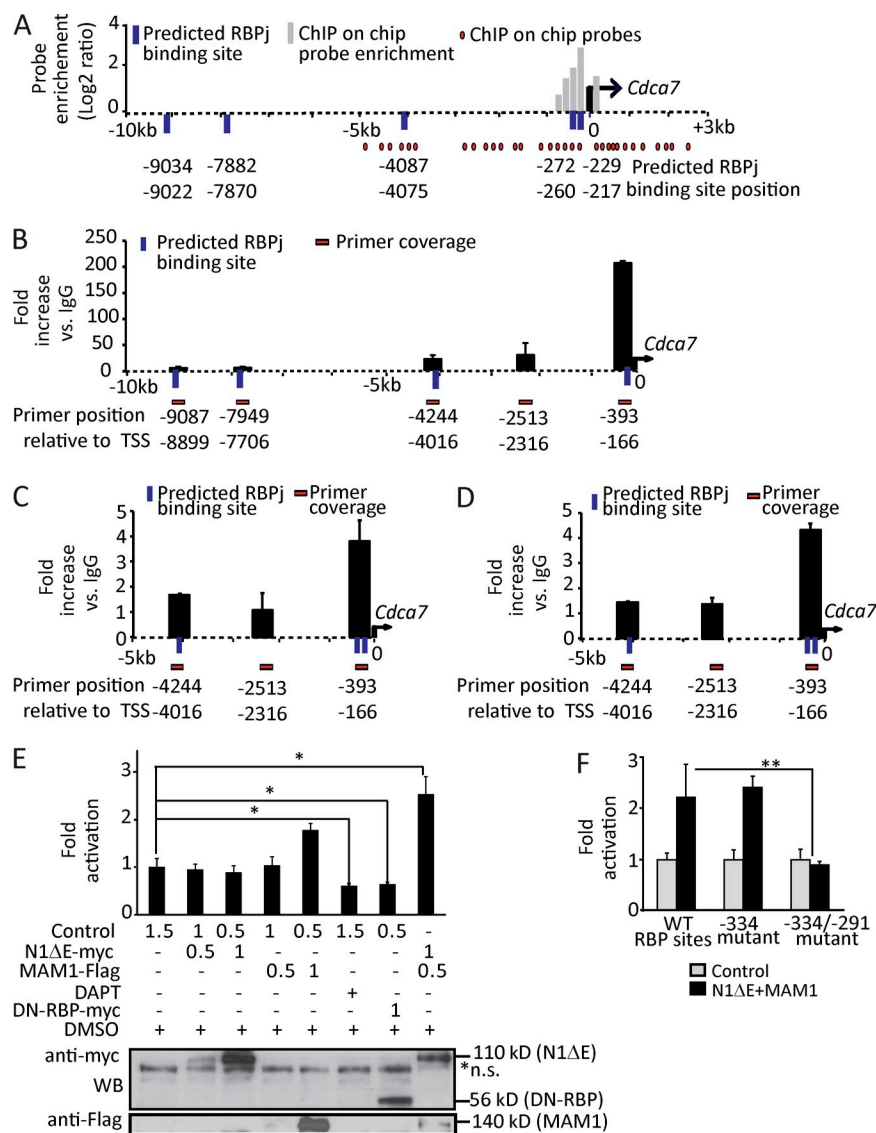 A
Probe enrichement (Log2 ratio)
4
2
0
Predicted RBPj binding site
ChIP on chip probe enrichment
ChIP on chip probes
Cdca7
-10kb -5kb 0 +3kb
-9034 -7882 -4087 -272 -229 Predicted RBPj
-9022 -7870 -4075 -260 -217 binding site position
B
Fold increase vs. IgG
250
200
150
100
50
0
Predicted RBPj binding site
Primer coverage
Cdca7
-10kb -5kb 0
Primer position -9087 -7949 -4244 -2513 -393
relative to TSS -8899 -7706 -4016 -2316 -166
C
Fold increase vs. IgG
5
4
3
2
1
0
Predicted RBPj binding site
Primer coverage
Cdca7
-5kb 0
Primer position -4244 -2513 -393
relative to TSS -4016 -2316 -166
D
Fold increase vs. IgG
5
4
3
2
1
0
Predicted RBPj binding site
Primer coverage
Cdca7
-5kb 0
Primer position -4244 -2513 -393
relative to TSS -4016 -2316 -166
E
Fold activation
3
2
1
0
*
*
*
Control 1.5 1 0.5 1 0.5 1.5 0.5 -
N1ΔE-myc - 0.5 1 - - - - 1
MAM1-Flag - - - 0.5 1 - - 0.5
DAPT - - - - - + - -
DN-RBP-myc - - - - - - 1 -
DMSO + + + + + + + +
anti-myc
WB
anti-Flag
110 kD (N1ΔE)
*n.s.
56 kD (DN-RBP)
140 kD (MAM1)
F
Fold activation
3
2
1
0
**
WT RBP sites
-334 mutant
-334/-291 mutant
Control
N1ΔE+MAM1